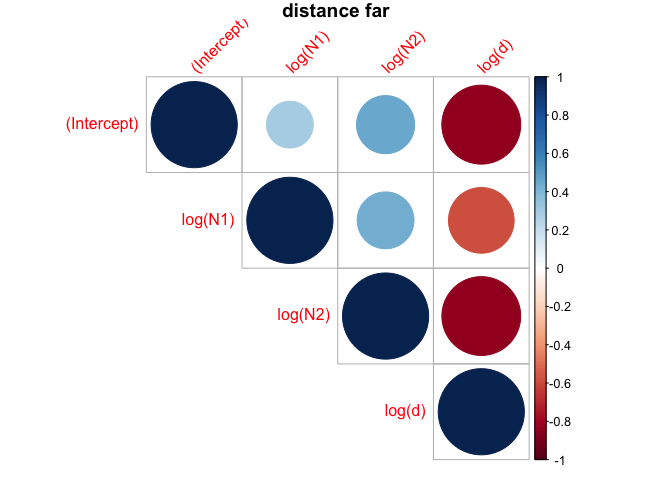 distance far
(Intercept)
log(N1)
log(N2)
log(d)
(Intercept)
log(N1)
log(N2)
log(d)
1
0.8
0.6
0.4
0.2
0
-0.2
-0.4
-0.6
-0.8
-1